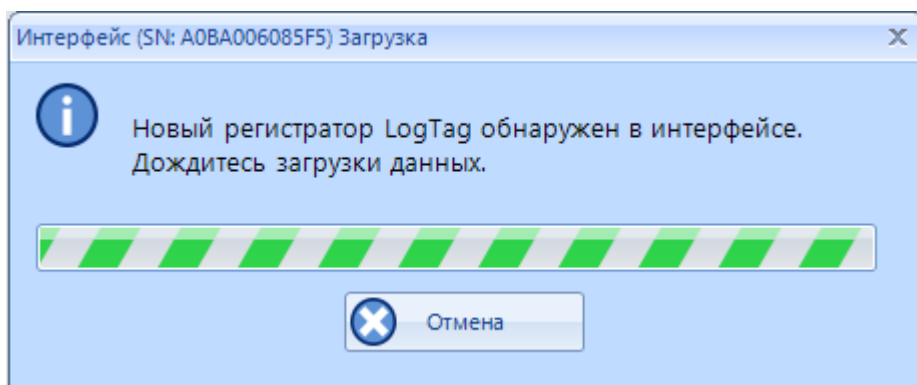 Интерфейс (SN: A0BA006085F5) Загрузка
Новый регистратор LogTag обнаружен в интерфейсе.
Дождитесь загрузки данных.
Отмена